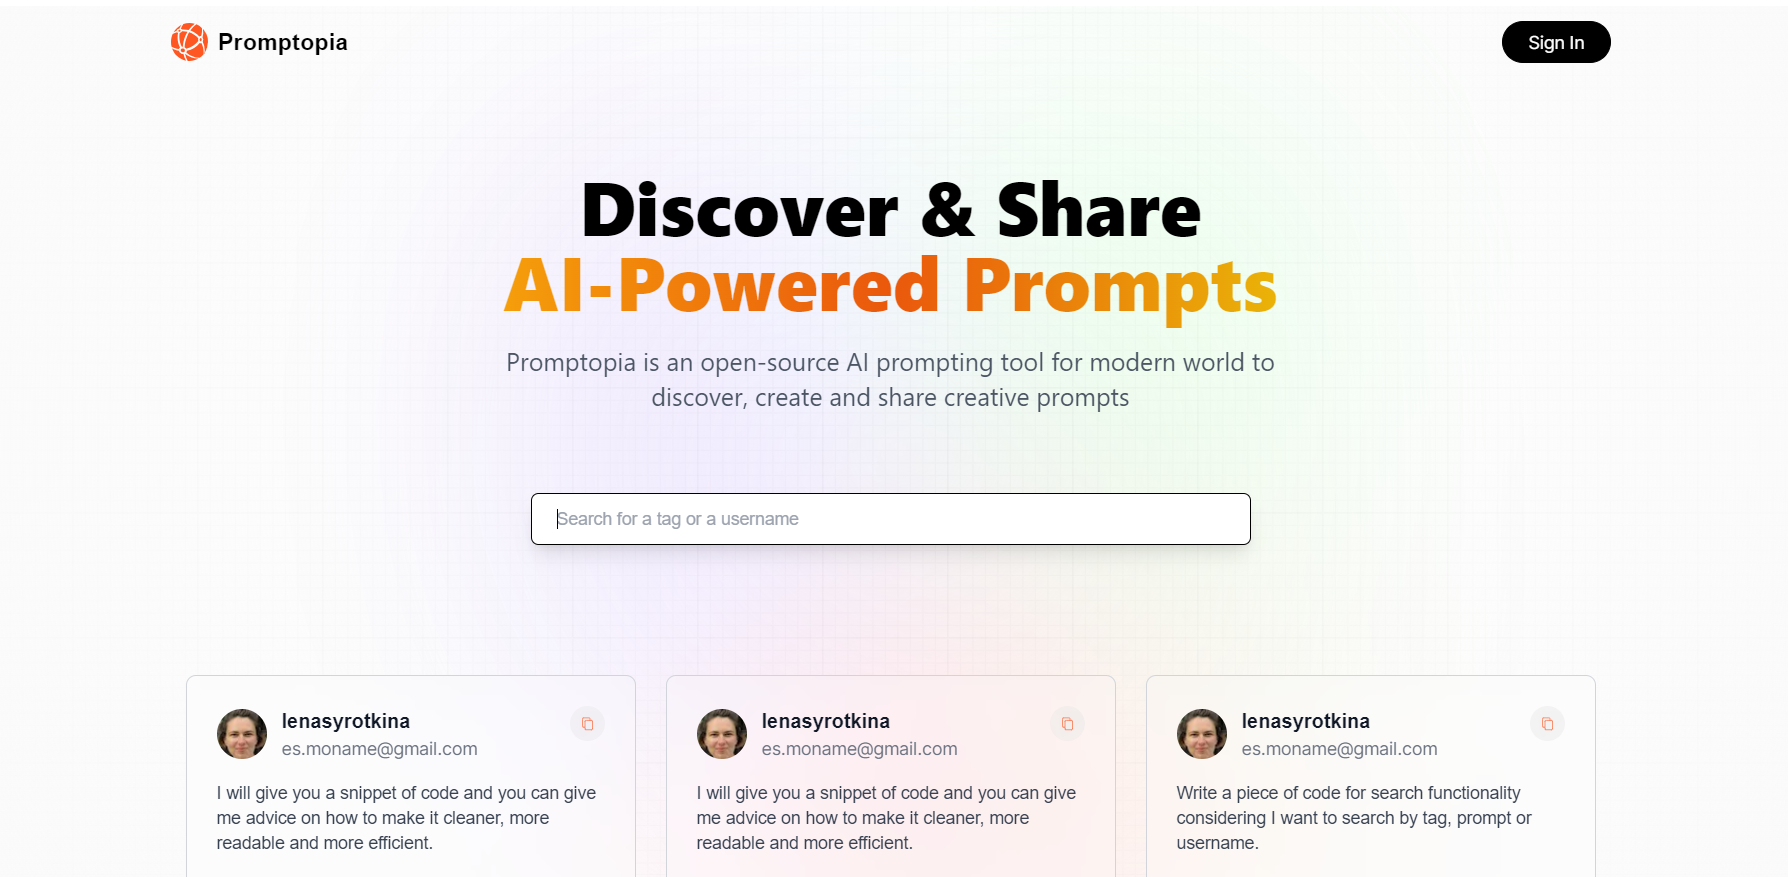 Promptopia
Sign In
Discover & Share
AI-Powered Prompts
Promptopia is an open-source AI prompting tool for modern world to
discover, create and share creative prompts
Search for a tag or a username
lenasyrotkina
es.moname@gmail.com
I will give you a snippet of code and you can give
me advice on how to make it cleaner, more
readable and more efficient.
lenasyrotkina
es.moname@gmail.com
I will give you a snippet of code and you can give
me advice on how to make it cleaner, more
readable and more efficient.
lenasyrotkina
es.moname@gmail.com
Write a piece of code for search functionality
considering I want to search by tag, prompt or
username.